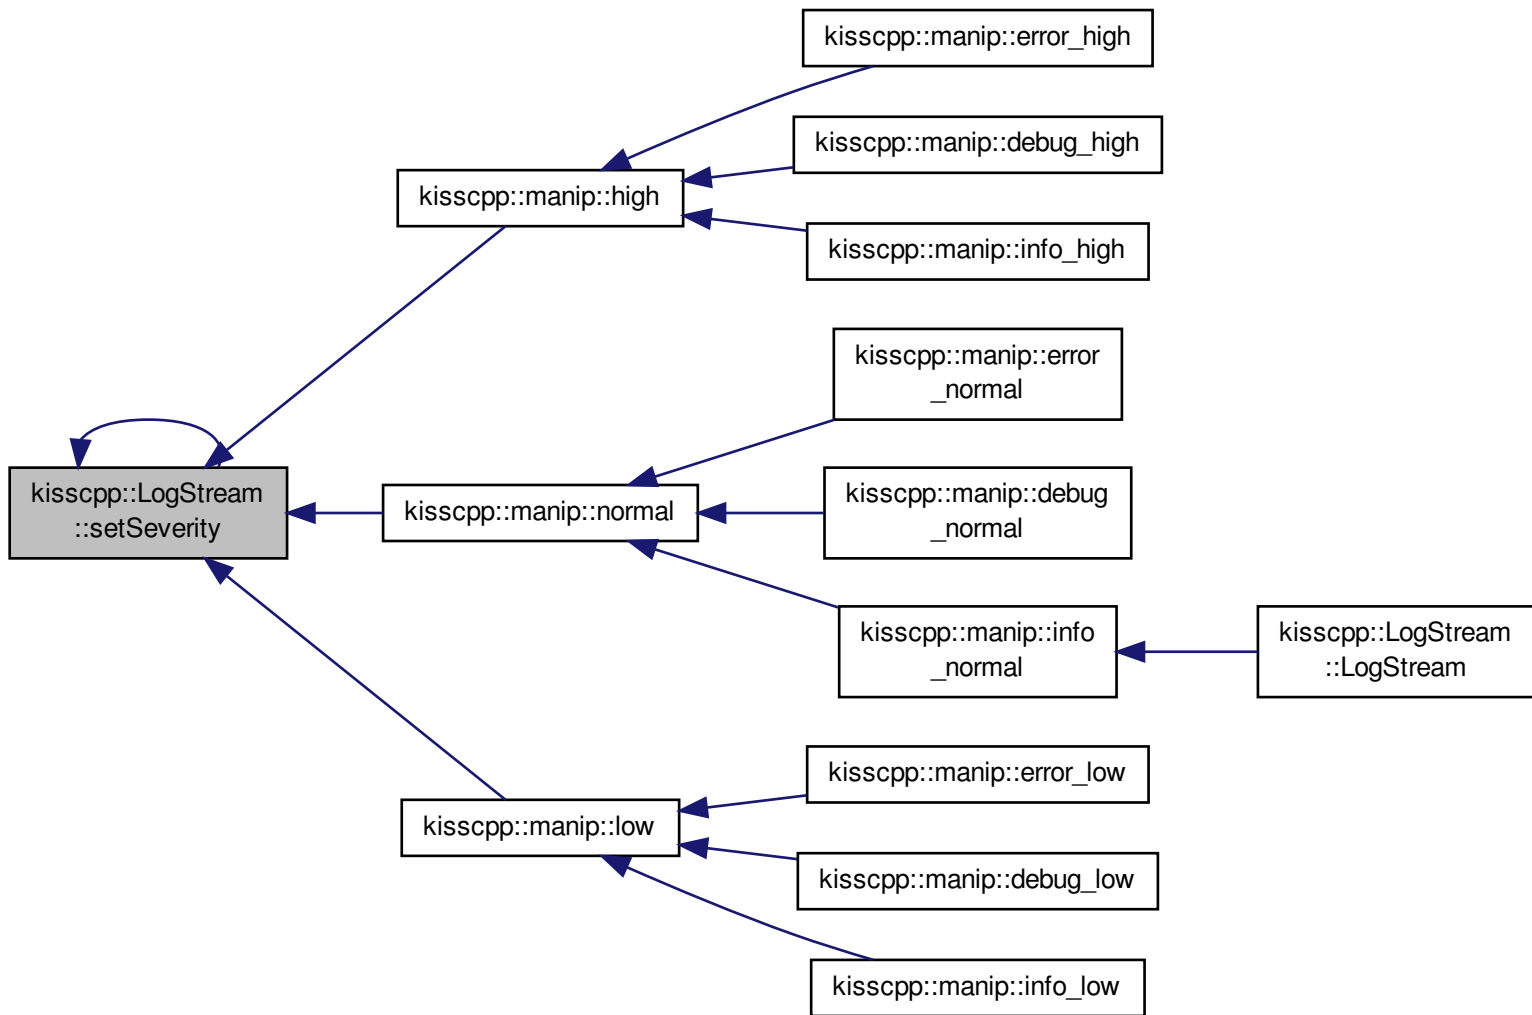 kisscpp::manip::error_high
kisscpp::manip::debug_high
kisscpp::manip::high
kisscpp::manip::info_high
kisscpp::manip::error
_normal
kisscpp::LogStream
::setSeverity
kisscpp::manip::normal
kisscpp::manip::debug
_normal
kisscpp::manip::info
_normal
kisscpp::LogStream
::LogStream
kisscpp::manip::error_low
kisscpp::manip::low
kisscpp::manip::debug_low
kisscpp::manip::info_low